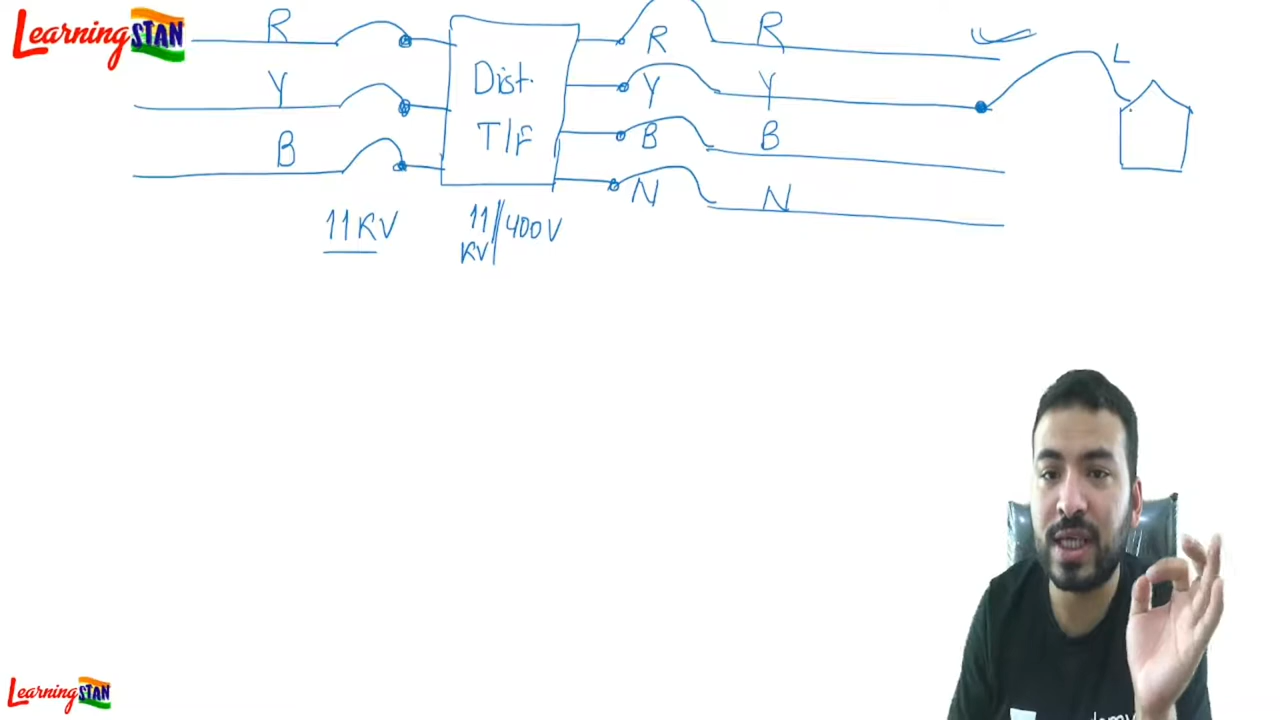 LearningSTAN
R
R
R
L
Y
Dist.
Y
Y
T/F
B
B
B
N
N
11KV
11
KV
400V
LearningSTAN